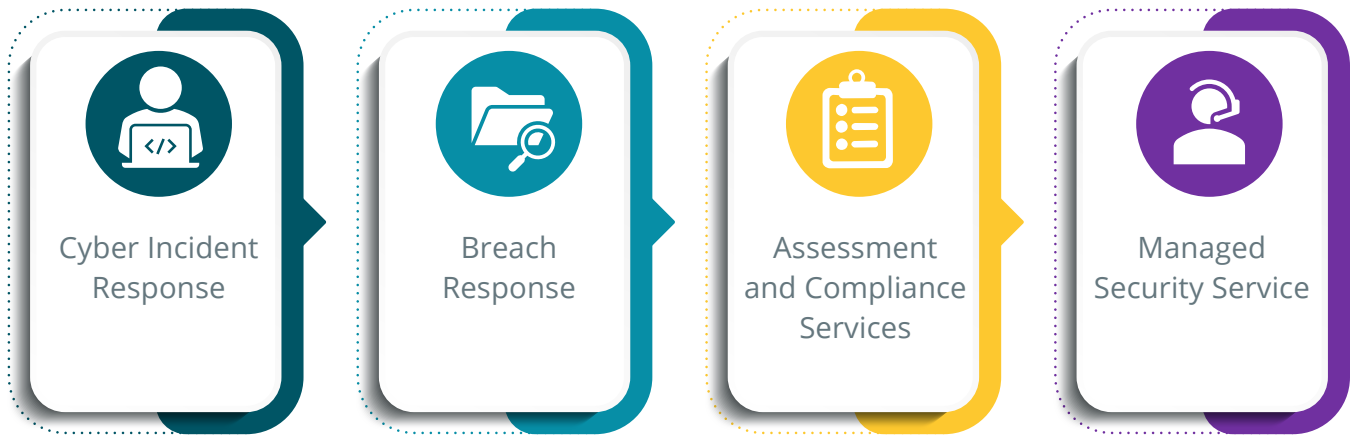 </>
Cyber Incident
Response
Breach
Response
Assessment
and Compliance
Services
Managed
Security Service